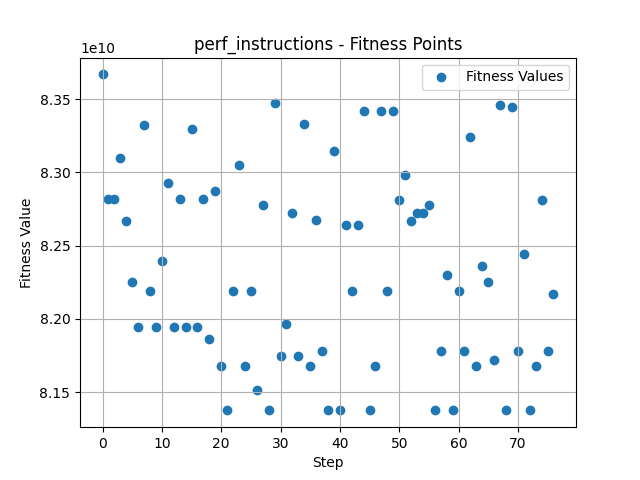 perf_instructions - Fitness Points
1e10
Fitness Values
8.35
8.30
8.25
8.20
8.15
Fitness Value
0 10 20 30 40 50 60 70
Step